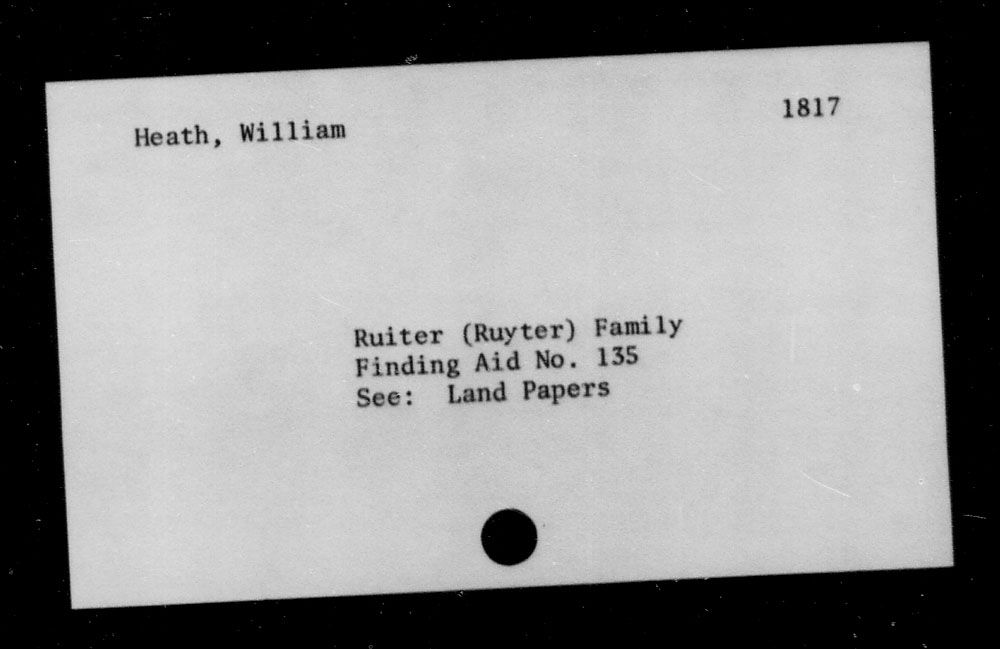 Heath, William
1817
Ruiter (Ruyter) Family
Finding Aid No. 135
See: Land Papers